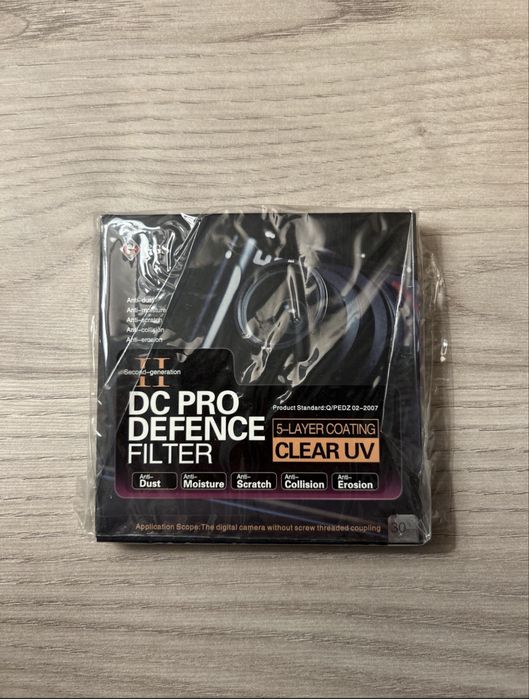 Anti-dust
Anti-moisture
Anti-scratch
Anti-collision
Anti-erosion
II
Second-generation
DC PRO
DEFENCE
FILTER
Product Standard:Q/PEDZ 02-2007
5-LAYER COATING
CLEAR UV
Anti-
Dust
Anti-
Moisture
Anti-
Scratch
Anti-
Collision
Anti-
Erosion
Application Scope:The digital camera without screw threaded coupling
30